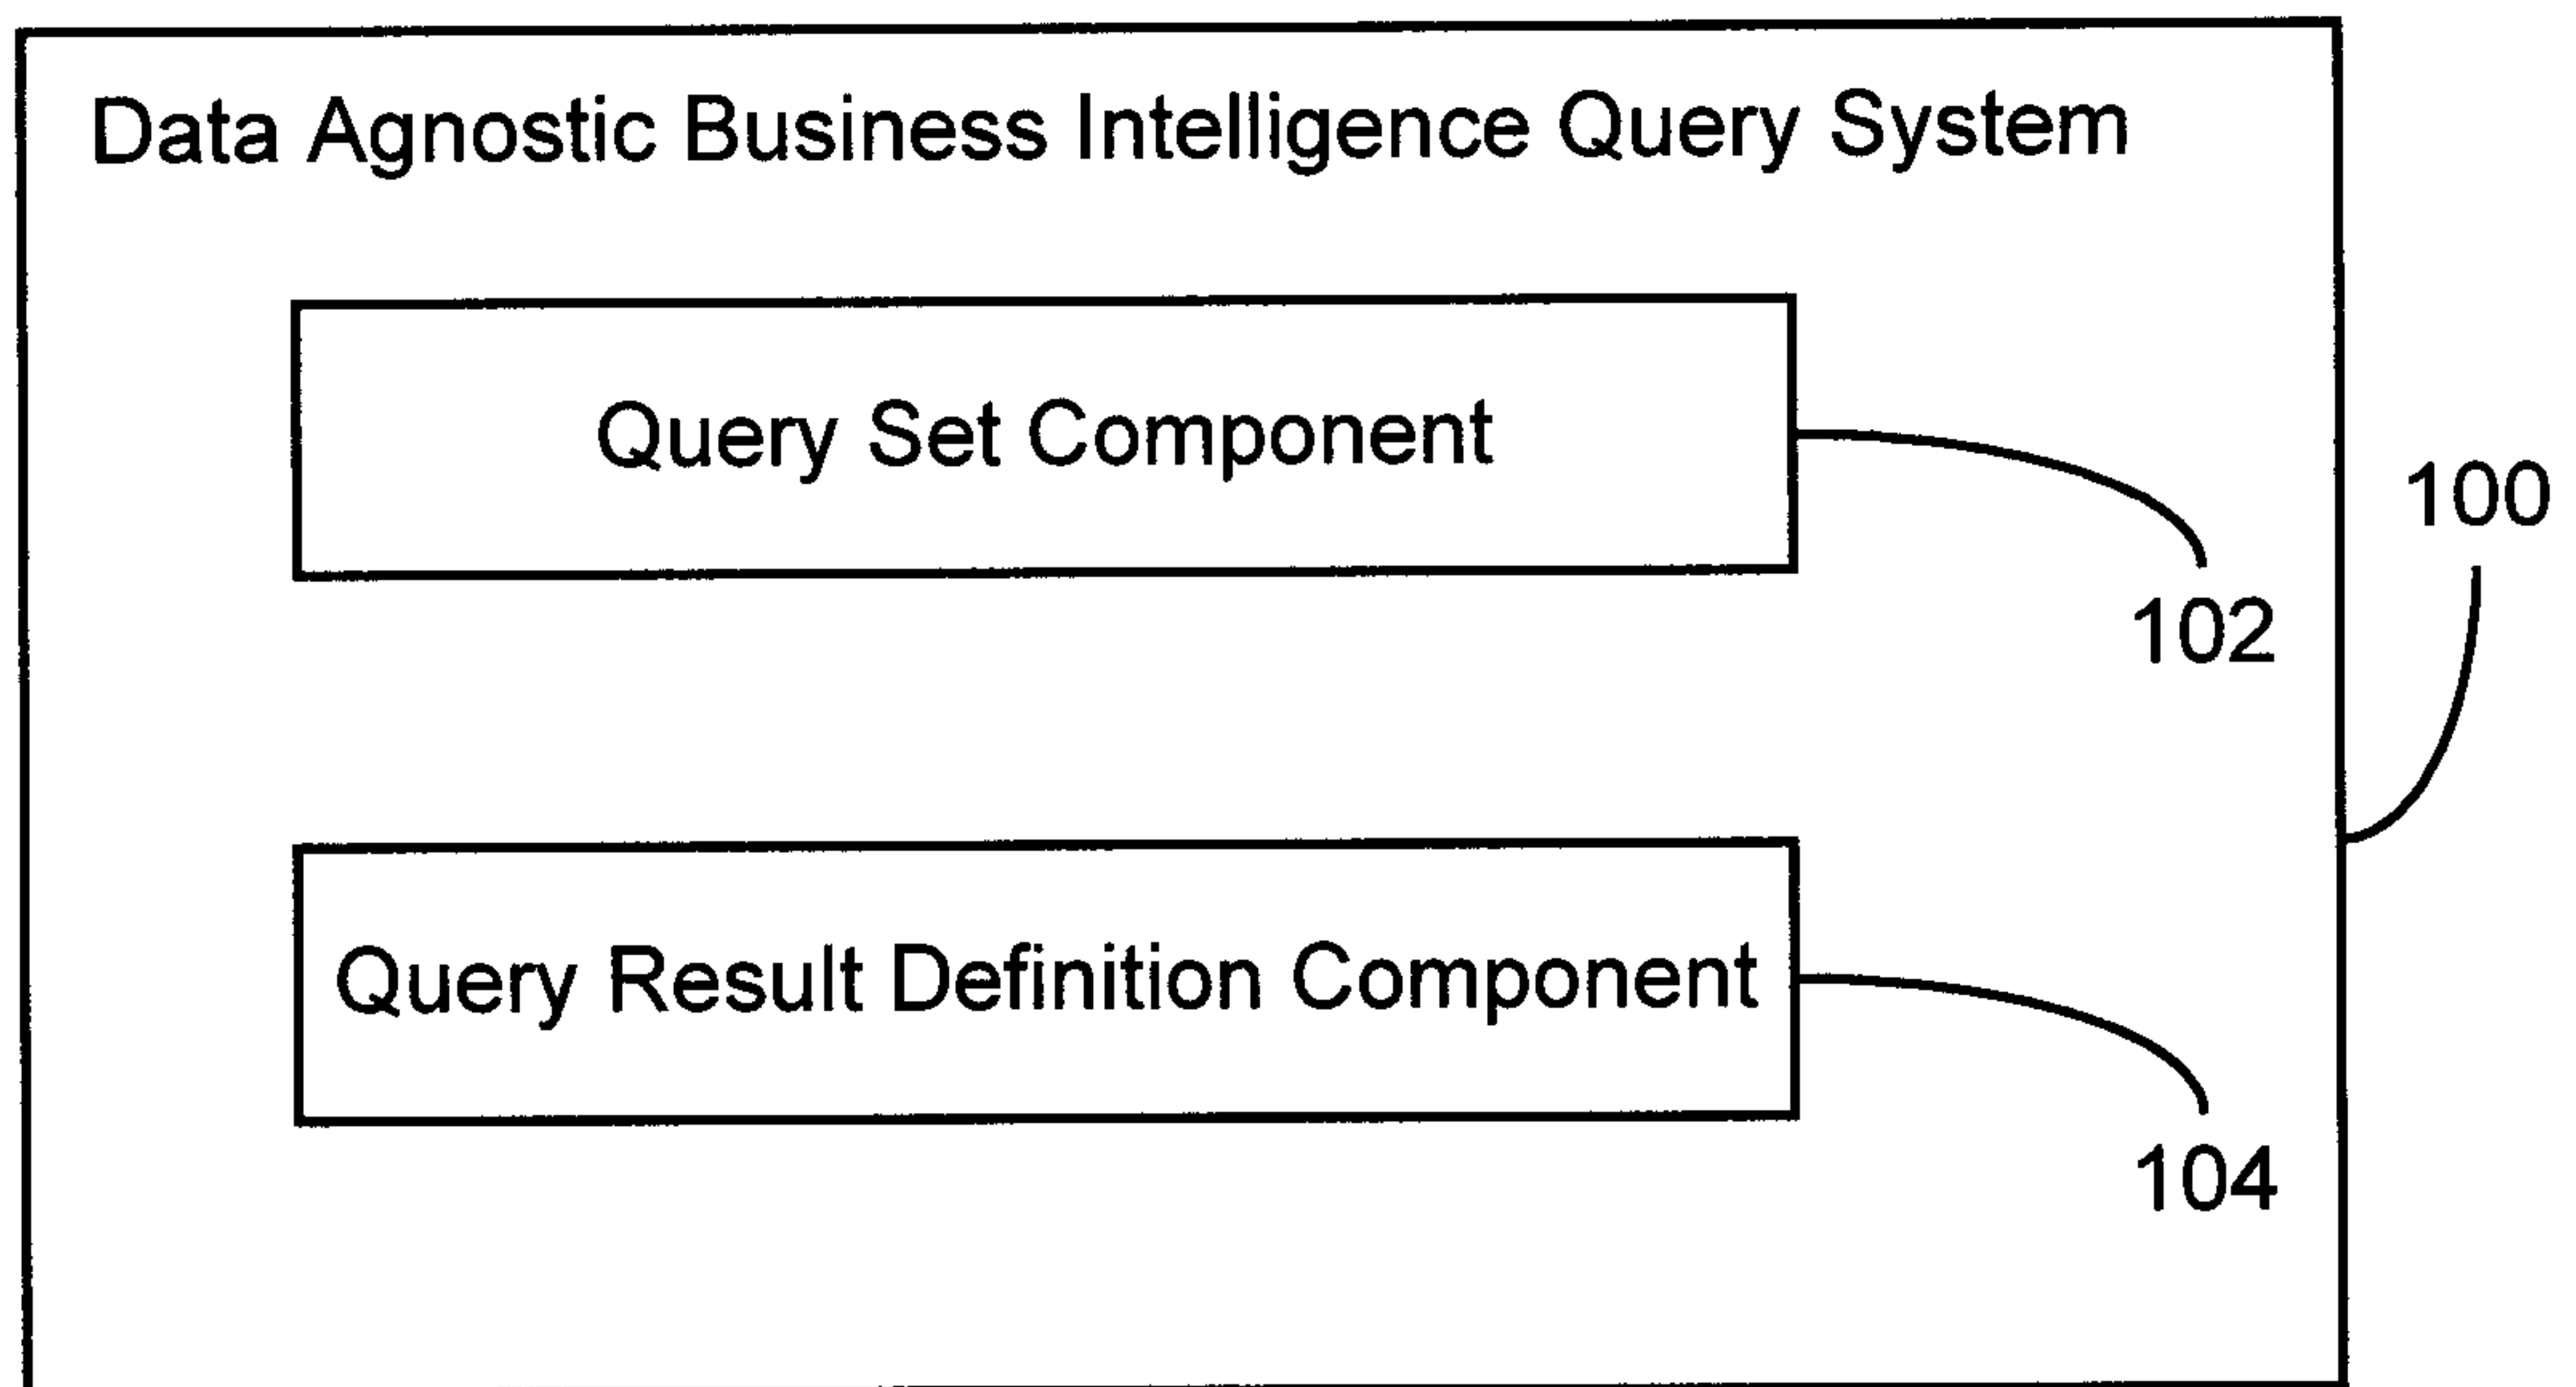 Data Agnostic Business Intelligence Query System
Query Set Component
100
102
Query Result Definition Component
104